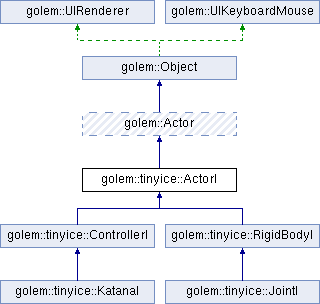 golem::UIRenderer
golem::UIKeyboardMouse
golem::Object
golem::Actor
golem::tinyice::ActorI
golem::tinyice::ControllerI
golem::tinyice::RigidBodyI
golem::tinyice::KatanaI
golem::tinyice::JointI